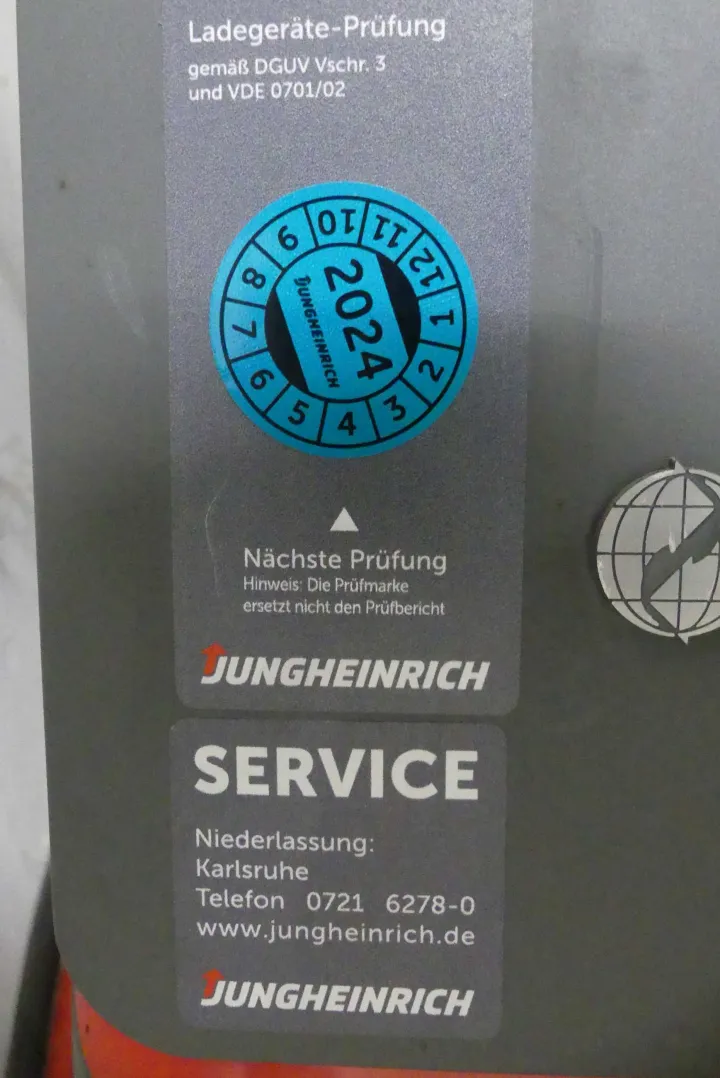 Ladegeräte-Prüfung
gemäß DGUV Vschr. 3
und VDE 0701/02
1
2
3
4
5
6
7
8
9
10
11
12
2024
JUNGHEINRICH
Nächste Prüfung
Hinweis: Die Prüfmarke
ersetzt nicht den Prüfbericht
JUNGHEINRICH
SERVICE
Niederlassung:
Karlsruhe
Telefon 0721 6278-0
www.jungheinrich.de
JUNGHEINRICH